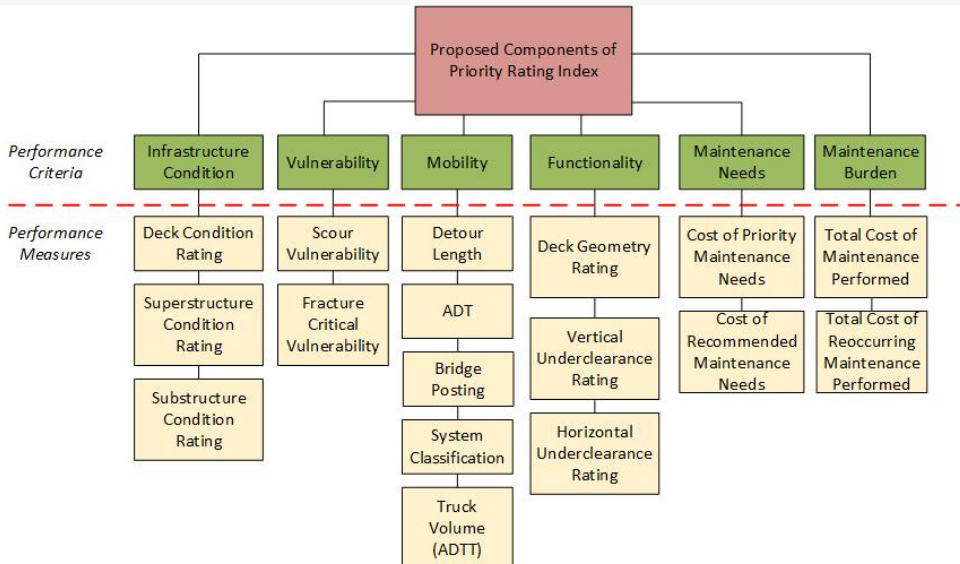 Proposed Components of
Priority Rating Index
Performance
Criteria
Infrastructure
Condition
Vulnerability
Mobility
Functionality
Maintenance
Needs
Maintenance
Burden
Performance
Measures
Deck Condition
Rating
Superstructure
Condition
Rating
Substructure
Condition
Rating
Scour
Vulnerability
Fracture
Critical
Vulnerability
Detour
Length
ADT
Bridge
Posting
System
Classification
Truck
Volume
(ADTT)
Deck Geometry
Rating
Vertical
Underclearance
Rating
Horizontal
Underclearance
Rating
Cost of Priority
Maintenance
Needs
Cost of
Recommended
Maintenance
Needs
Total Cost of
Maintenance
Performed
Total Cost of
Reoccurring
Maintenance
Performed